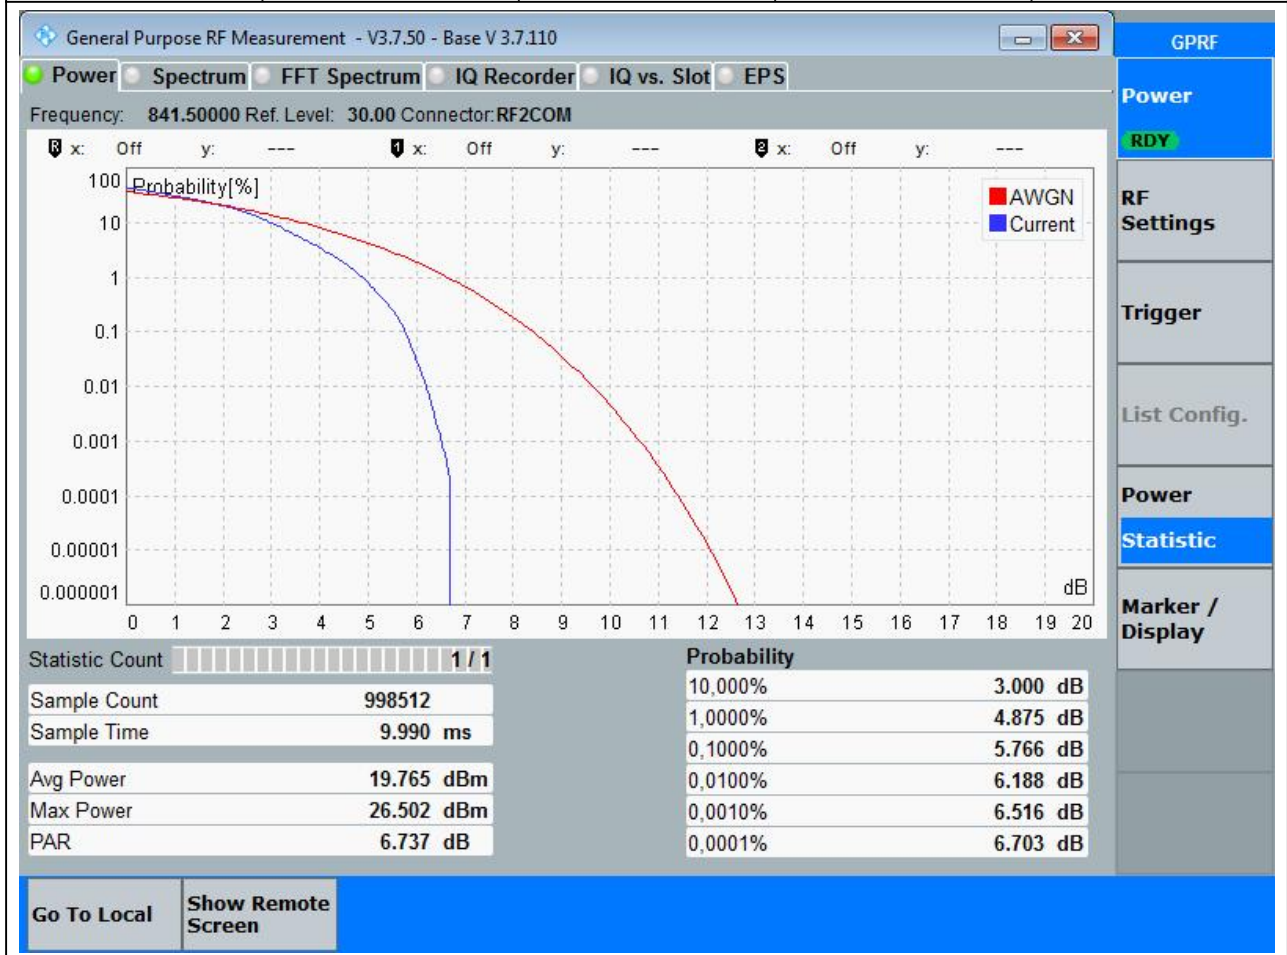 General Purpose RF Measurement - V3.7.50 - Base V 3.7.110
GPRF
Power Spectrum FFT Spectrum IQ Recorder IQ vs. Slot EPS
Frequency: 841.50000 Ref. Level: 30.00 Connector:RF2COM
R x: Off y: --- 1 x: Off y: --- 2 x: Off y: ---
Probability[%]
AWGN
Current
100
10
1
0.1
0.01
0.001
0.0001
0.00001
0.000001
dB
0 1 2 3 4 5 6 7 8 9 10 11 12 13 14 15 16 17 18 19 20
Statistic Count 1 / 1
Sample Count 998512
Sample Time 9.990 ms
Avg Power 19.765 dBm
Max Power 26.502 dBm
PAR 6.737 dB
Probability
10,000% 3.000 dB
1,0000% 4.875 dB
0,1000% 5.766 dB
0,0100% 6.188 dB
0,0010% 6.516 dB
0,0001% 6.703 dB
Power
RDY
RF
Settings
Trigger
List Config.
Power
Statistic
Marker /
Display
Go To Local
Show Remote
Screen